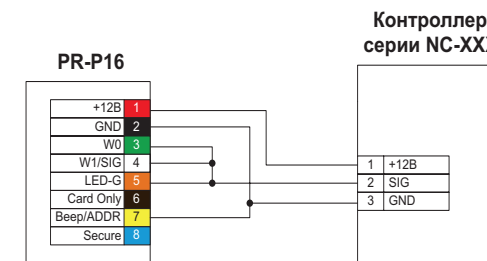 Контроллер
серии NC-XXX
PR-P16
+12В 1
GND 2
W0 3
W1/SIG 4
LED-G 5
Card Only 6
Beep/ADDR 7
Secure 8
1 +12В
2 SIG
3 GND